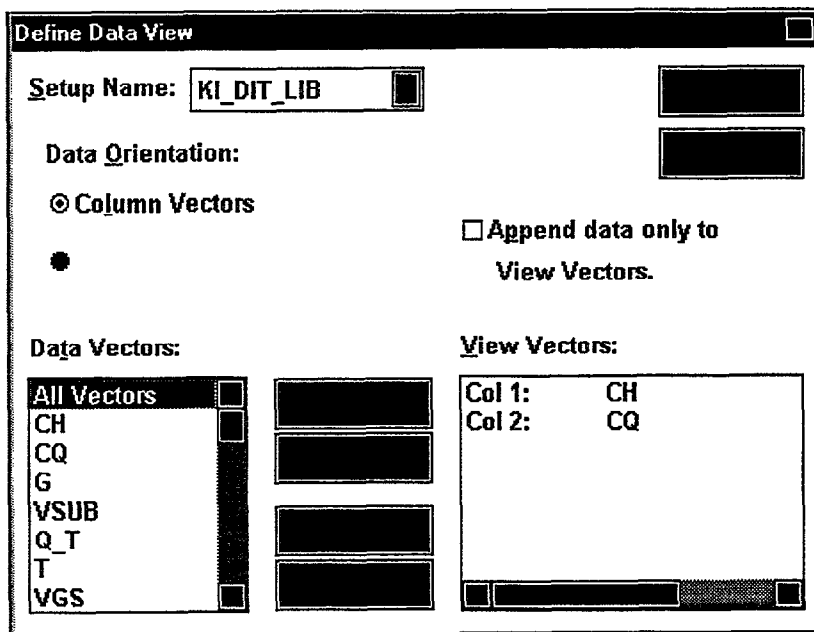 Define Data View
Setup Name: KI_DIT_LIB
Data Orientation:
Column Vectors
Append data only to
View Vectors.
Data Vectors:
All Vectors
CH
CQ
G
VSUB
Q_T
T
VGS
View Vectors:
Col 1: CH
Col 2: CQ